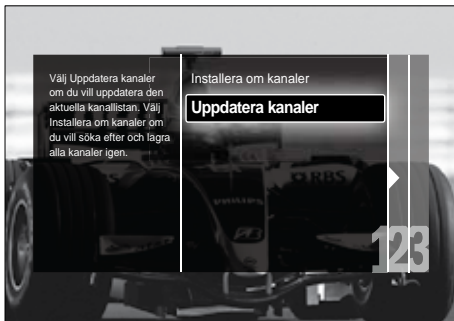 Välj Uppdatera kanaler
om du vill uppdatera den
aktuella kanallistan. Välj
Installera om kanaler om
du vill söka efter och lagra
alla kanaler igen.
Installera om kanaler
Uppdatera kanaler
RBS
PHILIPS
123